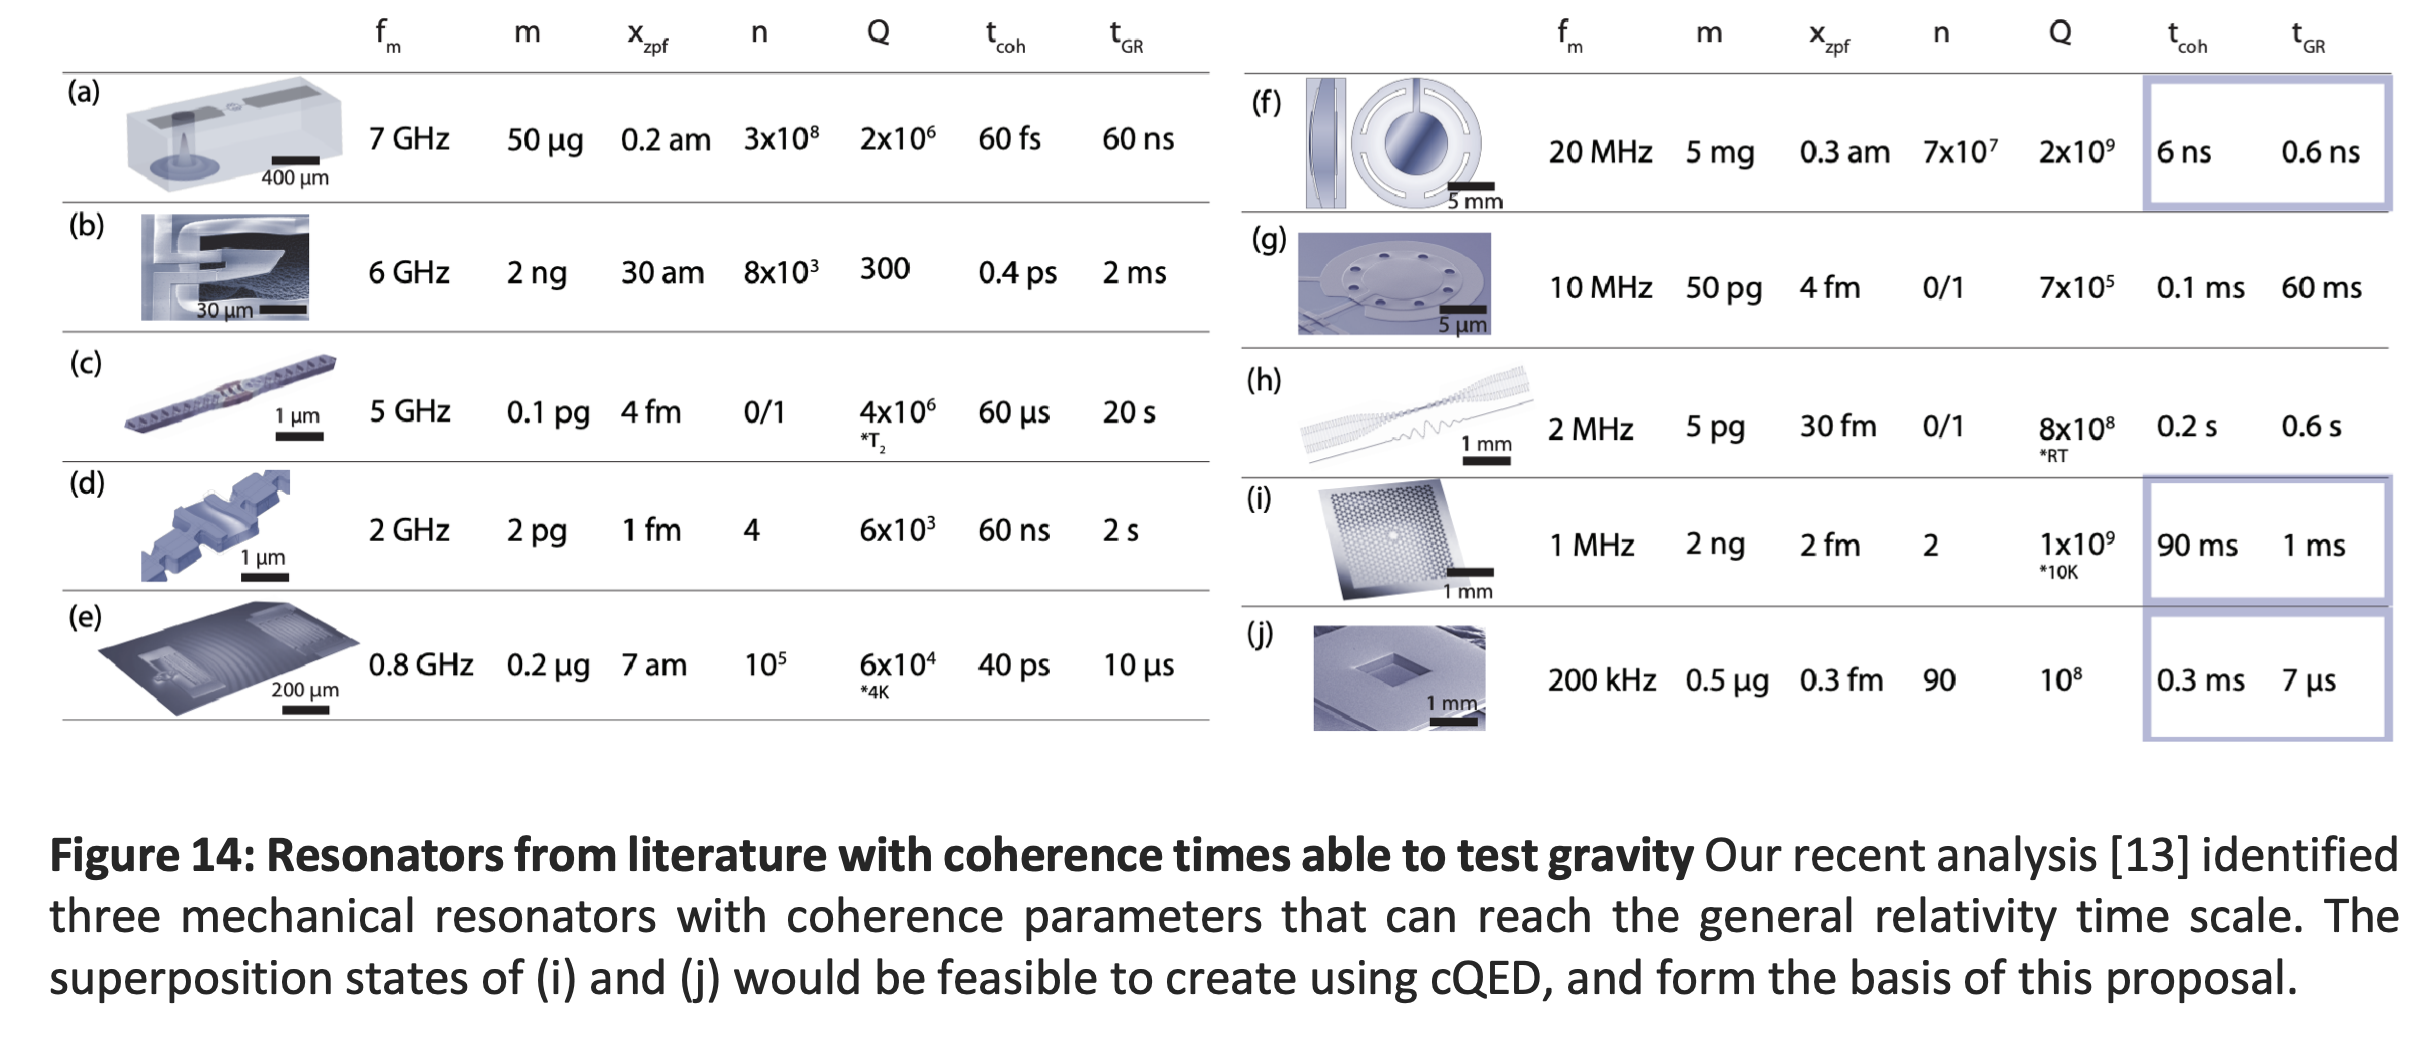 fm m xzpf n Q tcoh tGR
(a) 400 µm 7 GHz 50 µg 0.2 am 3x10⁸ 2x10⁶ 60 fs 60 ns
(b) 30 µm 6 GHz 2 ng 30 am 8x10³ 300 0.4 ps 2 ms
(c) 1 µm 5 GHz 0.1 pg 4 fm 0/1 4x10⁶ *T₂ 60 µs 20 s
(d) 1 µm 2 GHz 2 pg 1 fm 4 6x10³ 60 ns 2 s
(e) 200 µm 0.8 GHz 0.2 µg 7 am 10⁵ 6x10⁴ *4K 40 ps 10 µs
fm m xzpf n Q tcoh tGR
(f) 5 mm 20 MHz 5 mg 0.3 am 7x10⁷ 2x10⁹ 6 ns 0.6 ns
(g) 5 µm 10 MHz 50 pg 4 fm 0/1 7x10⁵ 0.1 ms 60 ms
(h) 1 mm 2 MHz 5 pg 30 fm 0/1 8x10⁸ *RT 0.2 s 0.6 s
(i) 1 mm 1 MHz 2 ng 2 fm 2 1x10⁹ *10K 90 ms 1 ms
(j) 1 mm 200 kHz 0.5 µg 0.3 fm 90 10⁸ 0.3 ms 7 µs
Figure 14: Resonators from literature with coherence times able to test gravity Our recent analysis [13] identified
three mechanical resonators with coherence parameters that can reach the general relativity time scale. The
superposition states of (i) and (j) would be feasible to create using cQED, and form the basis of this proposal.